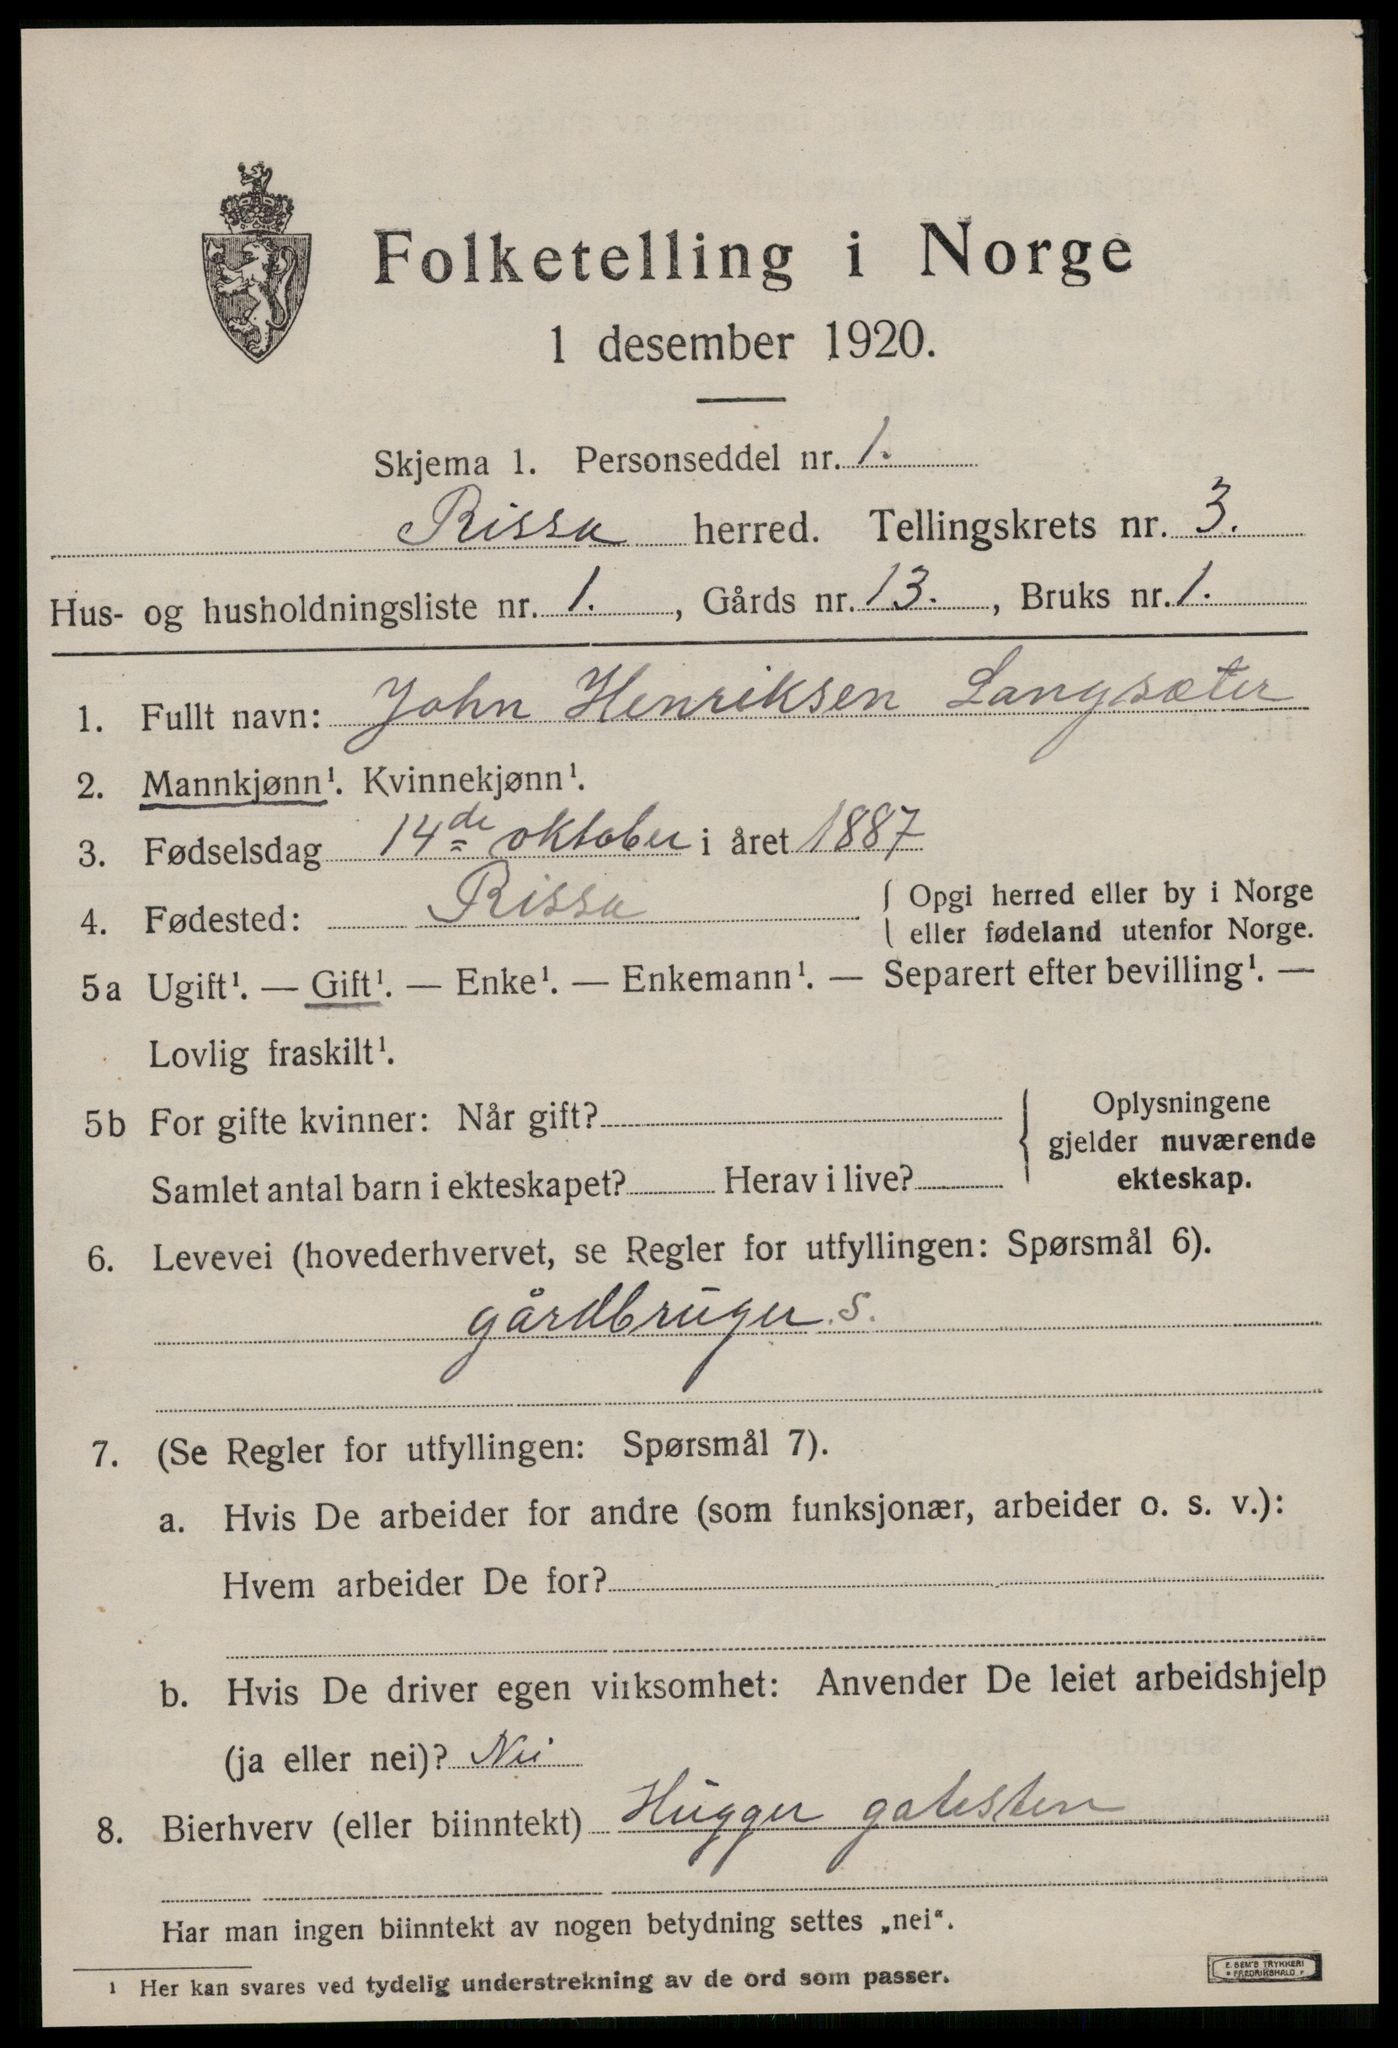 Folketelling i Norge
1 desember 1920.
Skjema 1. Personseddel nr. 1.
Rissa herred. Tellingskrets nr. 3.
Hus- og husholdningsliste nr. 1. , Gårds nr. 13. , Bruks nr. 1.
1. Fullt navn: John Henriksen Langsæter
2. Mannkjønn¹. Kvinnekjønn¹.
3. Fødselsdag 14de oktober i året 1887
4. Fødested: Rissa { Opgi herred eller by i Norge
eller fødeland utenfor Norge.
5a Ugift¹. — Gift¹. — Enke¹. — Enkemann¹. — Separert efter bevilling¹. —
Lovlig fraskilt¹.
5b For gifte kvinner: Når gift?
Samlet antal barn i ekteskapet? Herav i live?
{ Oplysningene
gjelder nuværende
ekteskap.
6. Levevei (hovederhvervet, se Regler for utfyllingen: Spørsmål 6).
gårdbruger s.
7. (Se Regler for utfyllingen: Spørsmål 7).
a. Hvis De arbeider for andre (som funksjonær, arbeider o. s. v.):
Hvem arbeider De for?
b. Hvis De driver egen virksomhet: Anvender De leiet arbeidshjelp
(ja eller nei)? Nei
8. Bierhverv (eller biinntekt) Hugger gatesten
Har man ingen biinntekt av nogen betydning settes „nei“.
¹ Her kan svares ved tydelig understrekning av de ord som passer.
E. SEM'S TRYKKERI
FREDRIKSHALD